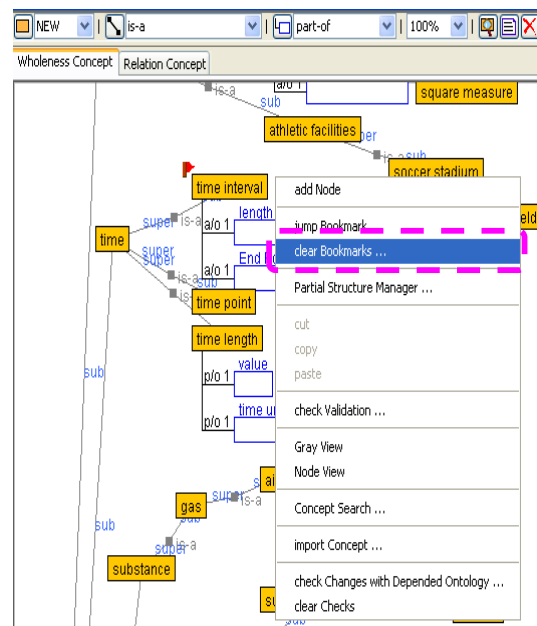 NEW is-a part-of 100%
Wholeness Concept Relation Concept
is-a a/o 1 square measure
sub
athletic facilities
is-a sub
soccer stadium
time interval
add Node
super is-a a/o 1 length
jump Bookmark
time
super
super
a/o 1 End
clear Bookmarks ...
is-a sub
time point
Partial Structure Manager ...
time length
cut
copy
paste
sub
p/o 1 value
p/o 1 time
check Validation ...
Gray View
Node View
super is-a
gas
sub
Concept Search ...
sub
is-a
super
import Concept ...
substance
check Changes with Depended Ontology ...
clear Checks